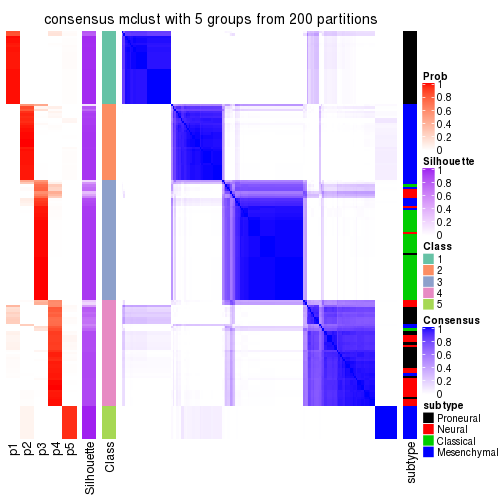 consensus mclust with 5 groups from 200 partitions
Prob
1
0.8
0.6
0.4
0.2
0
Silhouette
1
0.8
0.6
0.4
0.2
0
Class
1
2
3
4
5
Consensus
1
0.8
0.6
0.4
0.2
0
subtype
Proneural
Neural
Classical
Mesenchymal
p1
p2
p3
p4
p5
Silhouette
Class
subtype